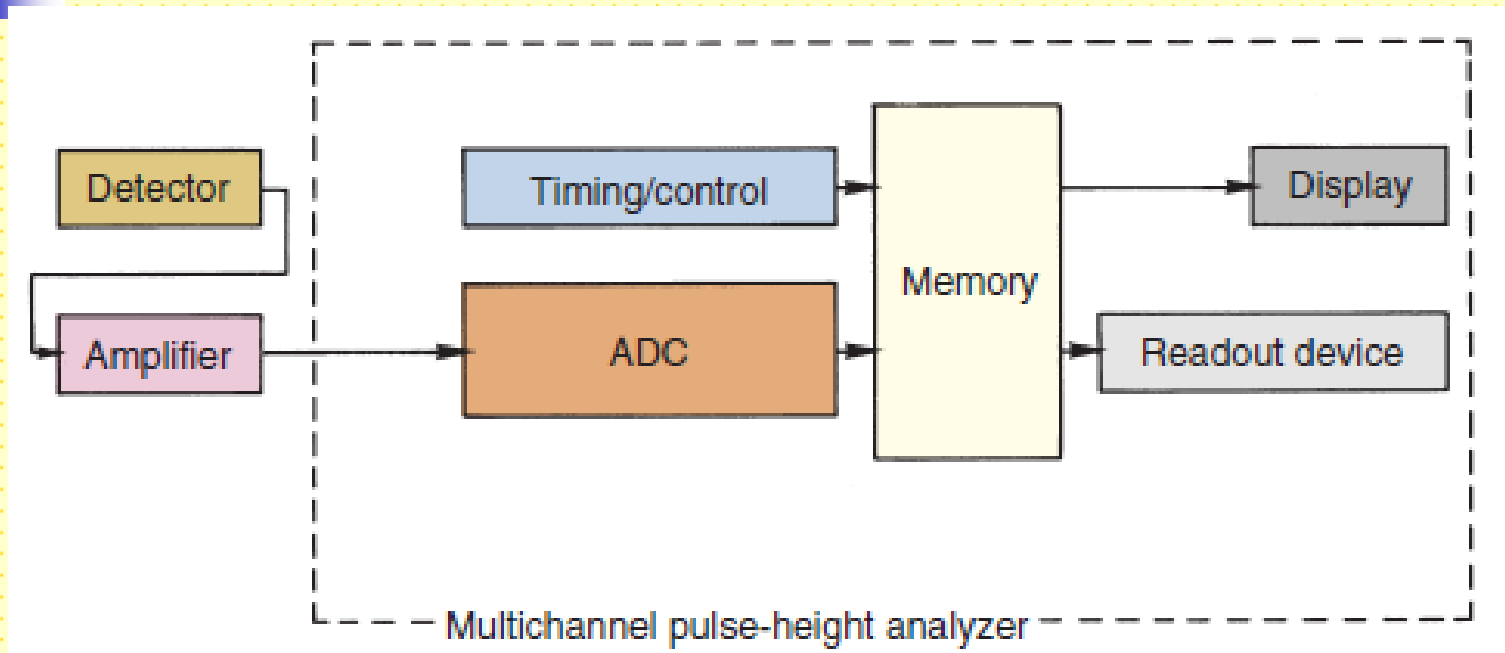 Detector
Timing/control
Display
Memory
Amplifier
ADC
Readout device
Multichannel pulse-height analyzer